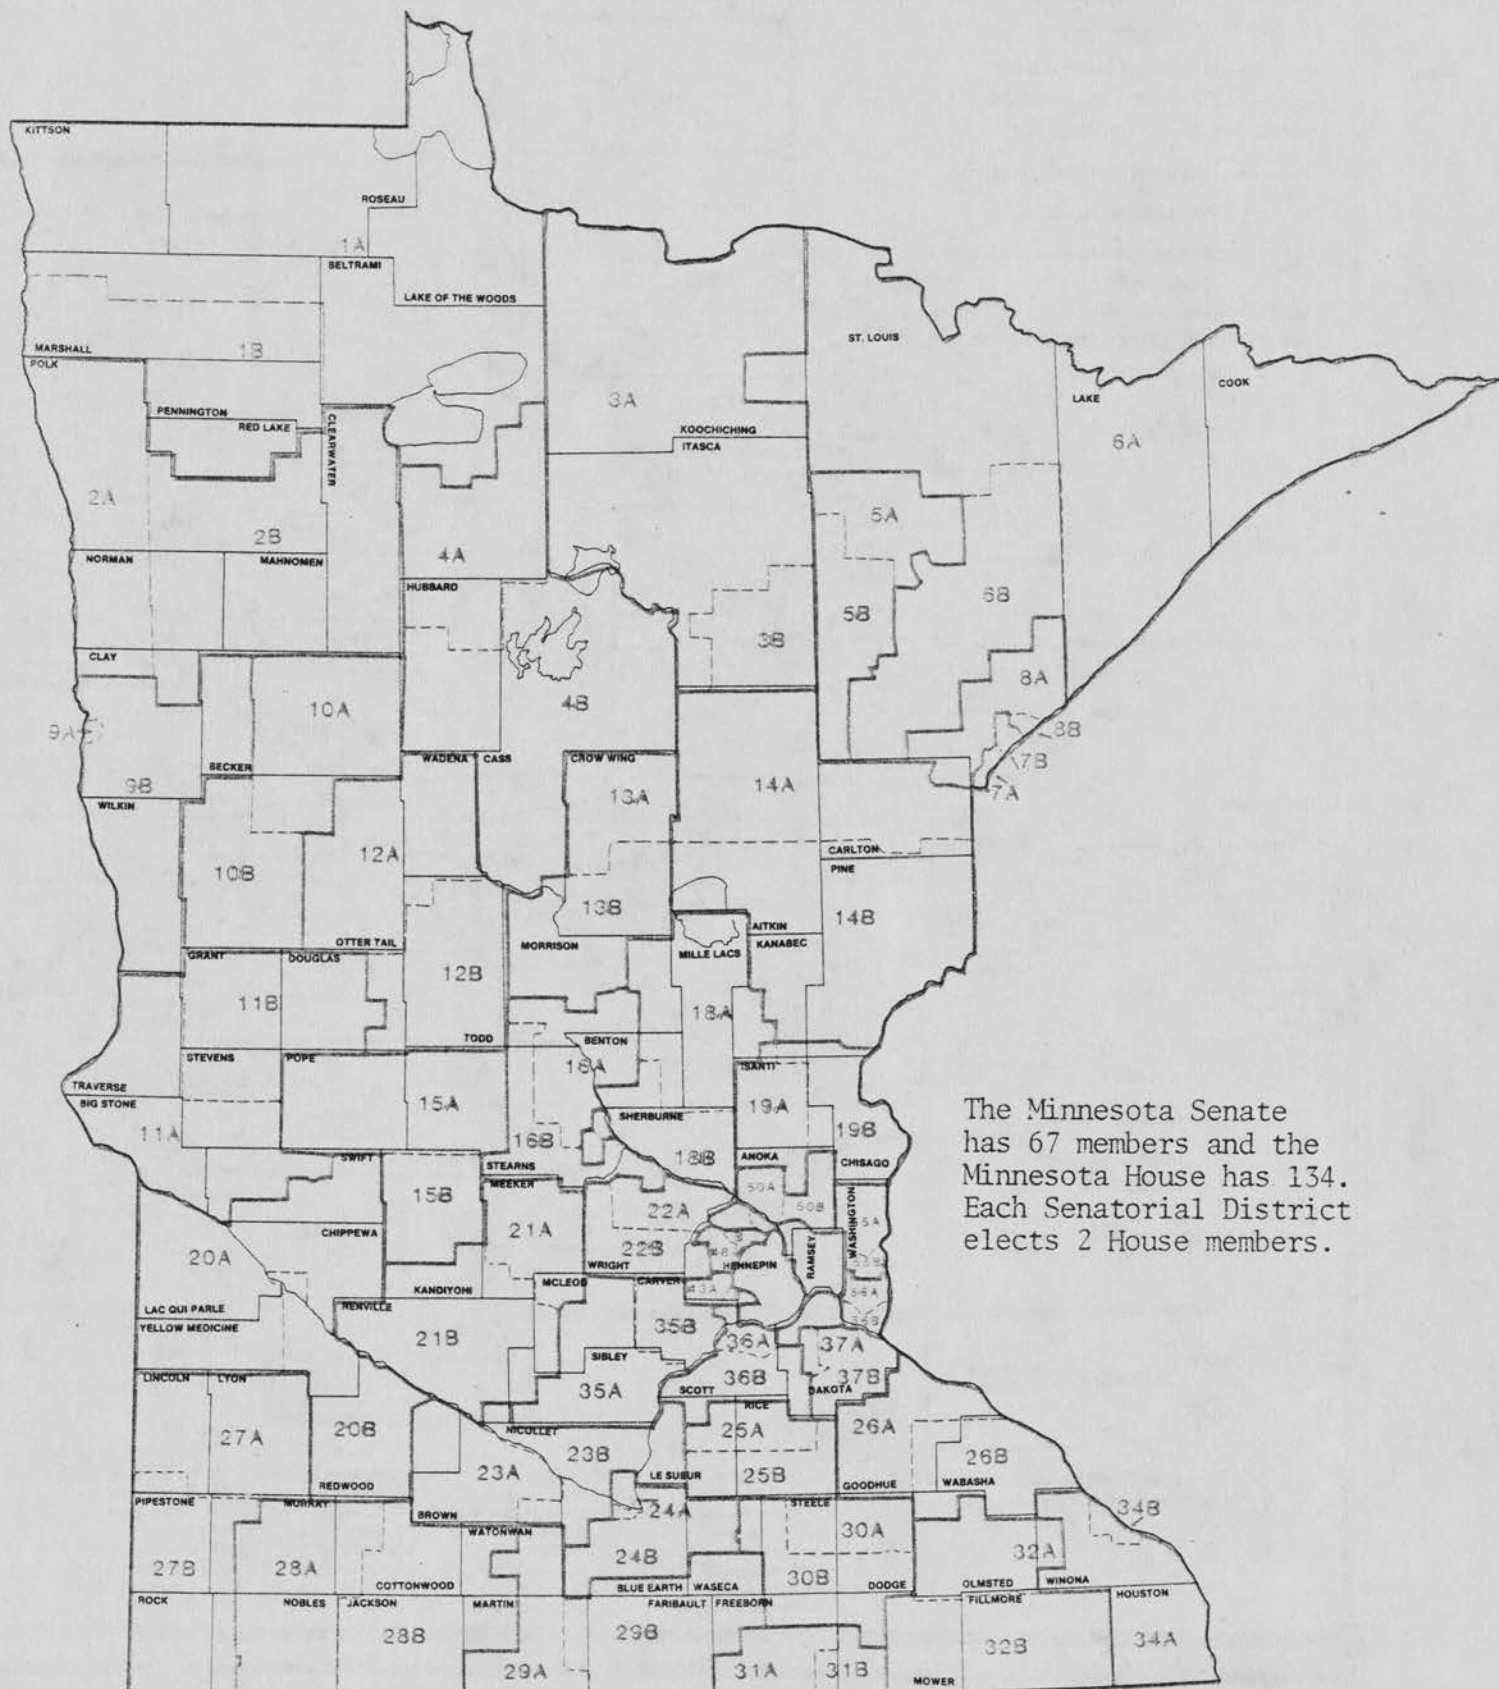 KITTSON
ROSEAU
1A
BELTRAMI
LAKE OF THE WOODS
ST. LOUIS
MARSHALL
1B
POLK
COOK
LAKE
3A
PENNINGTON
RED LAKE
CLEARWATER
KOOCHICHING
ITASCA
6A
2A
5A
2B
4A
NORMAN
MAHNOMEN
HUBBARD
5B
6B
3B
CLAY
8A
10A
4B
9A
8B
WADENA
CASS
CROW WING
7B
BECKER
9B
14A
13A
7A
WILKIN
CARLTON
12A
10B
PINE
13B
14B
OTTER TAIL
AITKIN
MORRISON
KANABEC
GRANT
DOUGLAS
MILLE LACS
12B
11B
18A
TODD
BENTON
STEVENS
POPE
16A
ISANTI
TRAVERSE
BIG STONE
15A
19A
SHERBURNE
11A
16B
19B
SWIFT
STEARNS
18B
ANOKA
CHISAGO
MEEKER
15B
50A
50B
WASHINGTON
22A
21A
CHIPPEWA
22B
20A
WRIGHT
HENNEPIN
RAMSEY
MCLEOD
CARVER
KANDIYOHI
LAC QUI PARLE
RENVILLE
YELLOW MEDICINE
35B
21B
36A
37A
SIBLEY
LINCOLN
LYON
35A
36B
37B
SCOTT
DAKOTA
RICE
NICOLLET
20B
27A
25A
26A
23B
26B
23A
LE SUEUR
25B
REDWOOD
GOODHUE
WABASHA
PIPESTONE
MURRAY
STEELE
34B
BROWN
24A
WATONWAN
30A
24B
32A
27B
28A
30B
COTTONWOOD
BLUE EARTH
WASECA
DODGE
OLMSTED
WINONA
ROCK
NOBLES
JACKSON
MARTIN
FARIBAULT
FREEBORN
FILLMORE
HOUSTON
28B
29B
32B
34A
29A
31A
31B
MOWER
The Minnesota Senate
has 67 members and the
Minnesota House has 134.
Each Senatorial District
elects 2 House members.